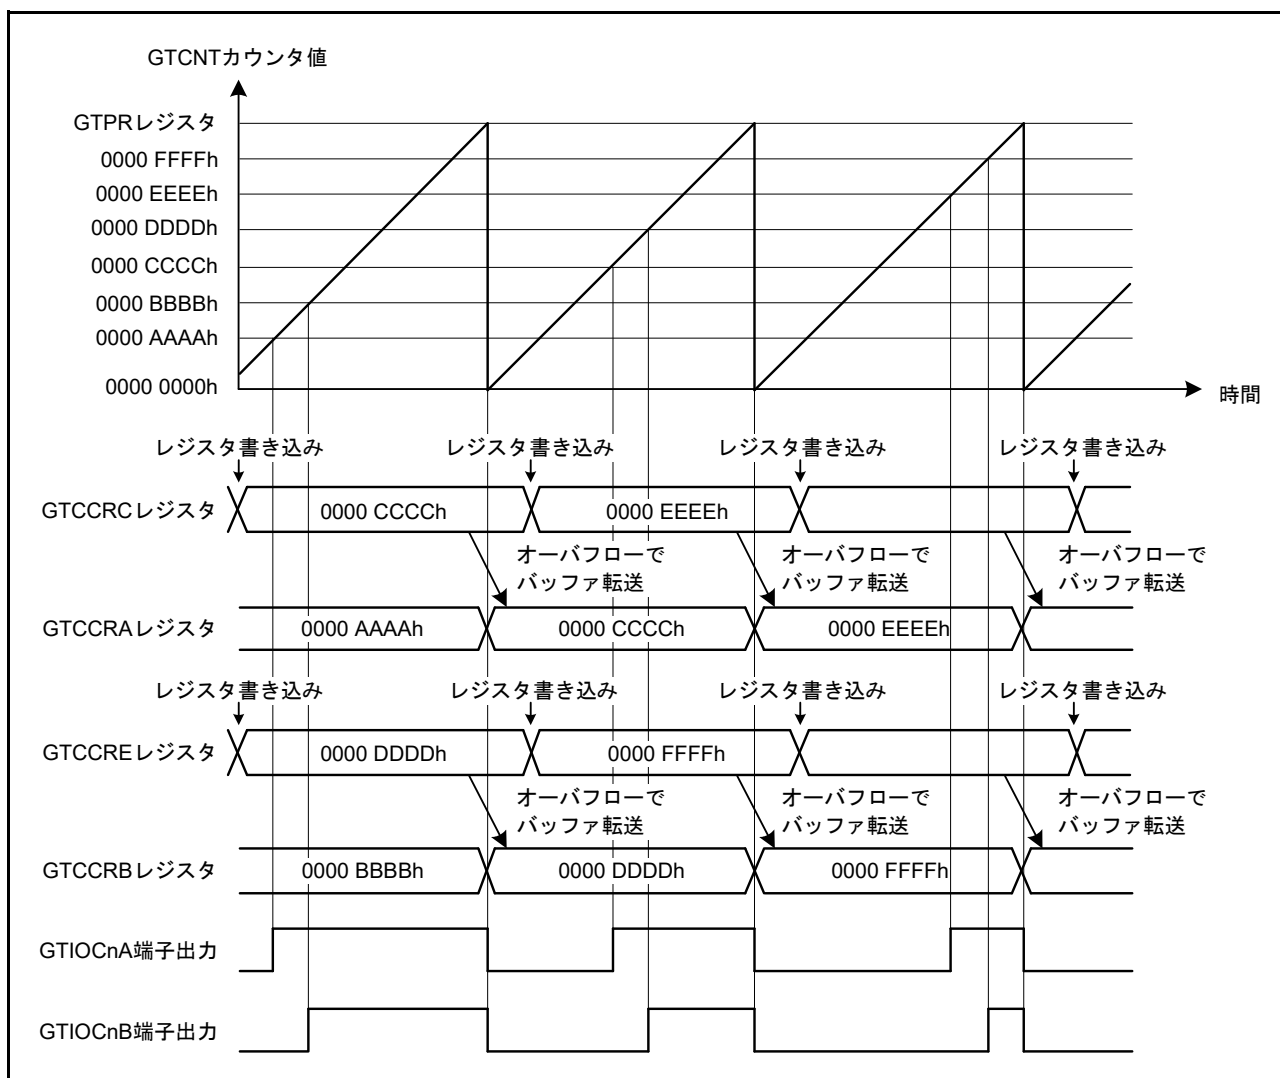 GTCNTカウンタ値
GTPRレジスタ
0000 FFFFh
0000 EEEEh
0000 DDDDh
0000 CCCCh
0000 BBBBh
0000 AAAAh
0000 0000h
時間
レジスタ書き込み レジスタ書き込み レジスタ書き込み レジスタ書き込み
GTCCRCレジスタ 0000 CCCCh 0000 EEEEh
オーバフローで オーバフローで オーバフローで
バッファ転送 バッファ転送 バッファ転送
GTCCRAレジスタ 0000 AAAAh 0000 CCCCh 0000 EEEEh
レジスタ書き込み レジスタ書き込み レジスタ書き込み レジスタ書き込み
GTCCREレジスタ 0000 DDDDh 0000 FFFFh
オーバフローで オーバフローで オーバフローで
バッファ転送 バッファ転送 バッファ転送
GTCCRBレジスタ 0000 BBBBh 0000 DDDDh 0000 FFFFh
GTIOCnA端子出力
GTIOCnB端子出力